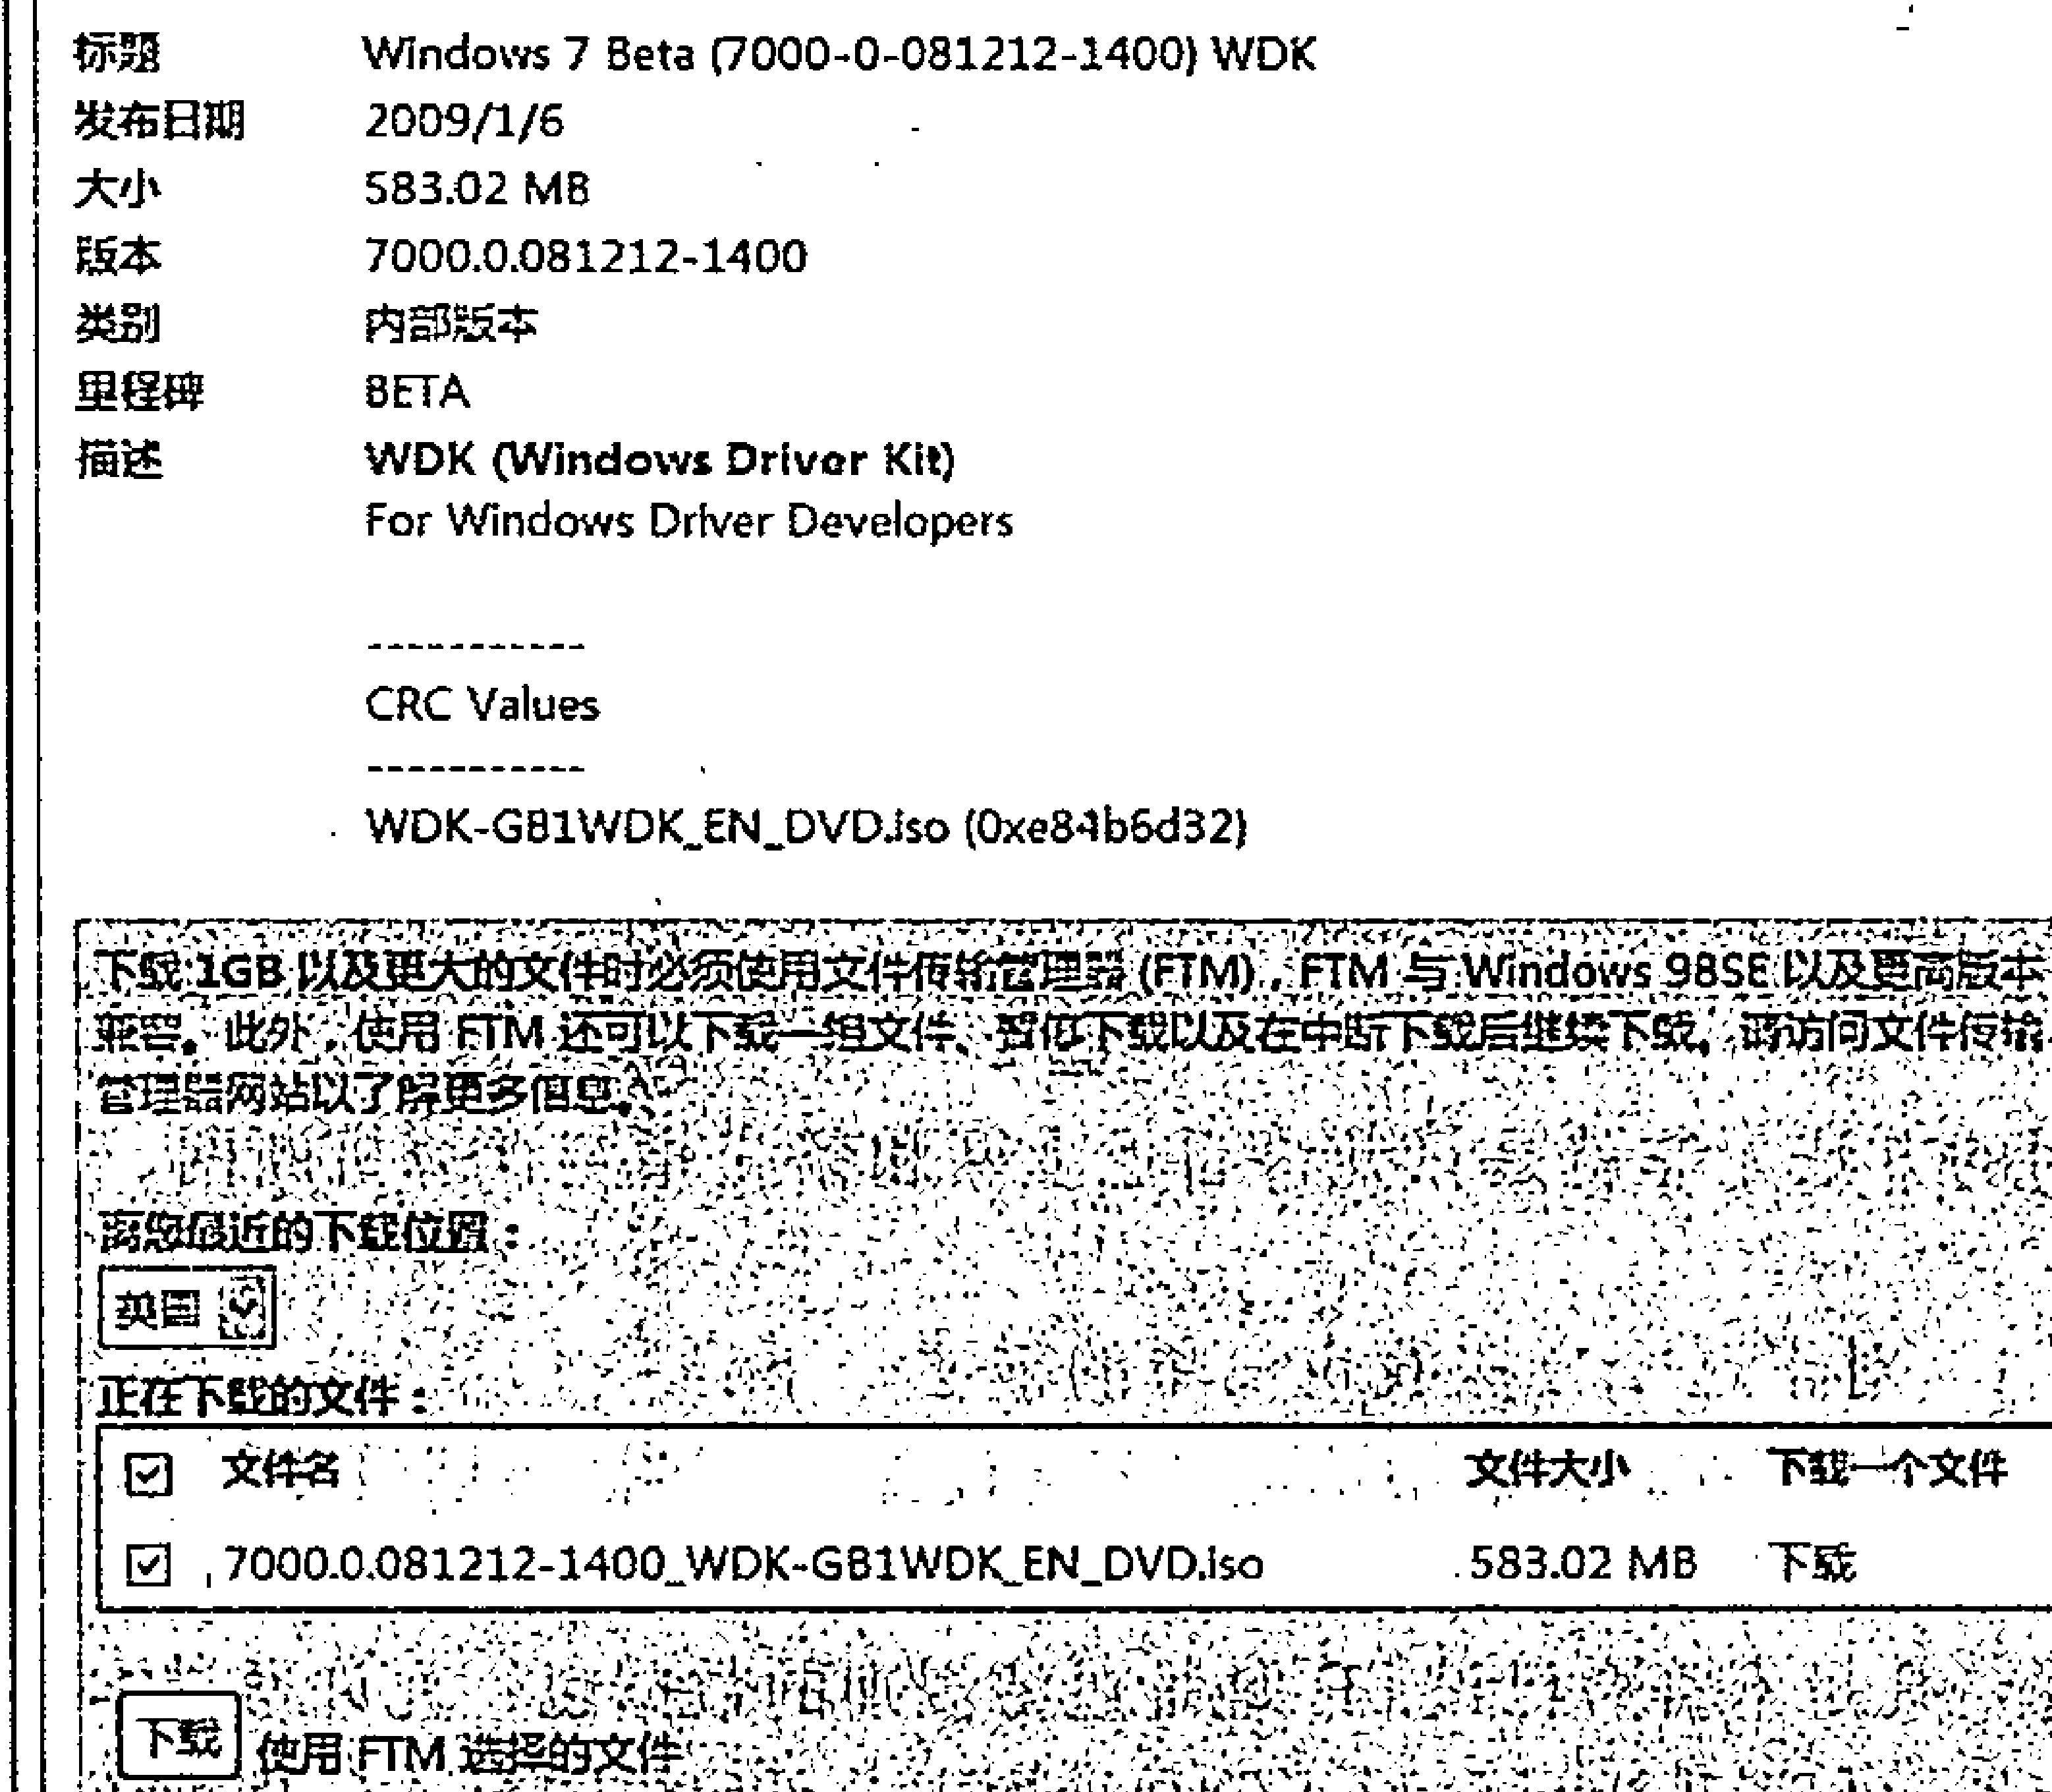 标题 Windows 7 Beta (7000-0-081212-1400) WDK
发布日期 2009/1/6
大小 583.02 MB
版本 7000.0.081212-1400
类别 内部版本
里程碑 BETA
描述 WDK (Windows Driver Kit)
For Windows Driver Developers
-----------
CRC Values
-----------
WDK-GB1WDK_EN_DVD.iso (0xe84b6d32)
下载 1GB 以及更大的文件时必须使用文件传输管理器 (FTM)，FTM 与 Windows 98SE 以及更高版本
兼容。此外，使用 FTM 还可以下载一组文件、暂停下载以及在中断下载后继续下载。请访问文件传输
管理器网站以了解更多信息。
离您最近的下载位置：
美国
正在下载的文件：
文件名 文件大小 下载一个文件
7000.0.081212-1400_WDK-GB1WDK_EN_DVD.iso 583.02 MB 下载
下载 使用 FTM 选择的文件